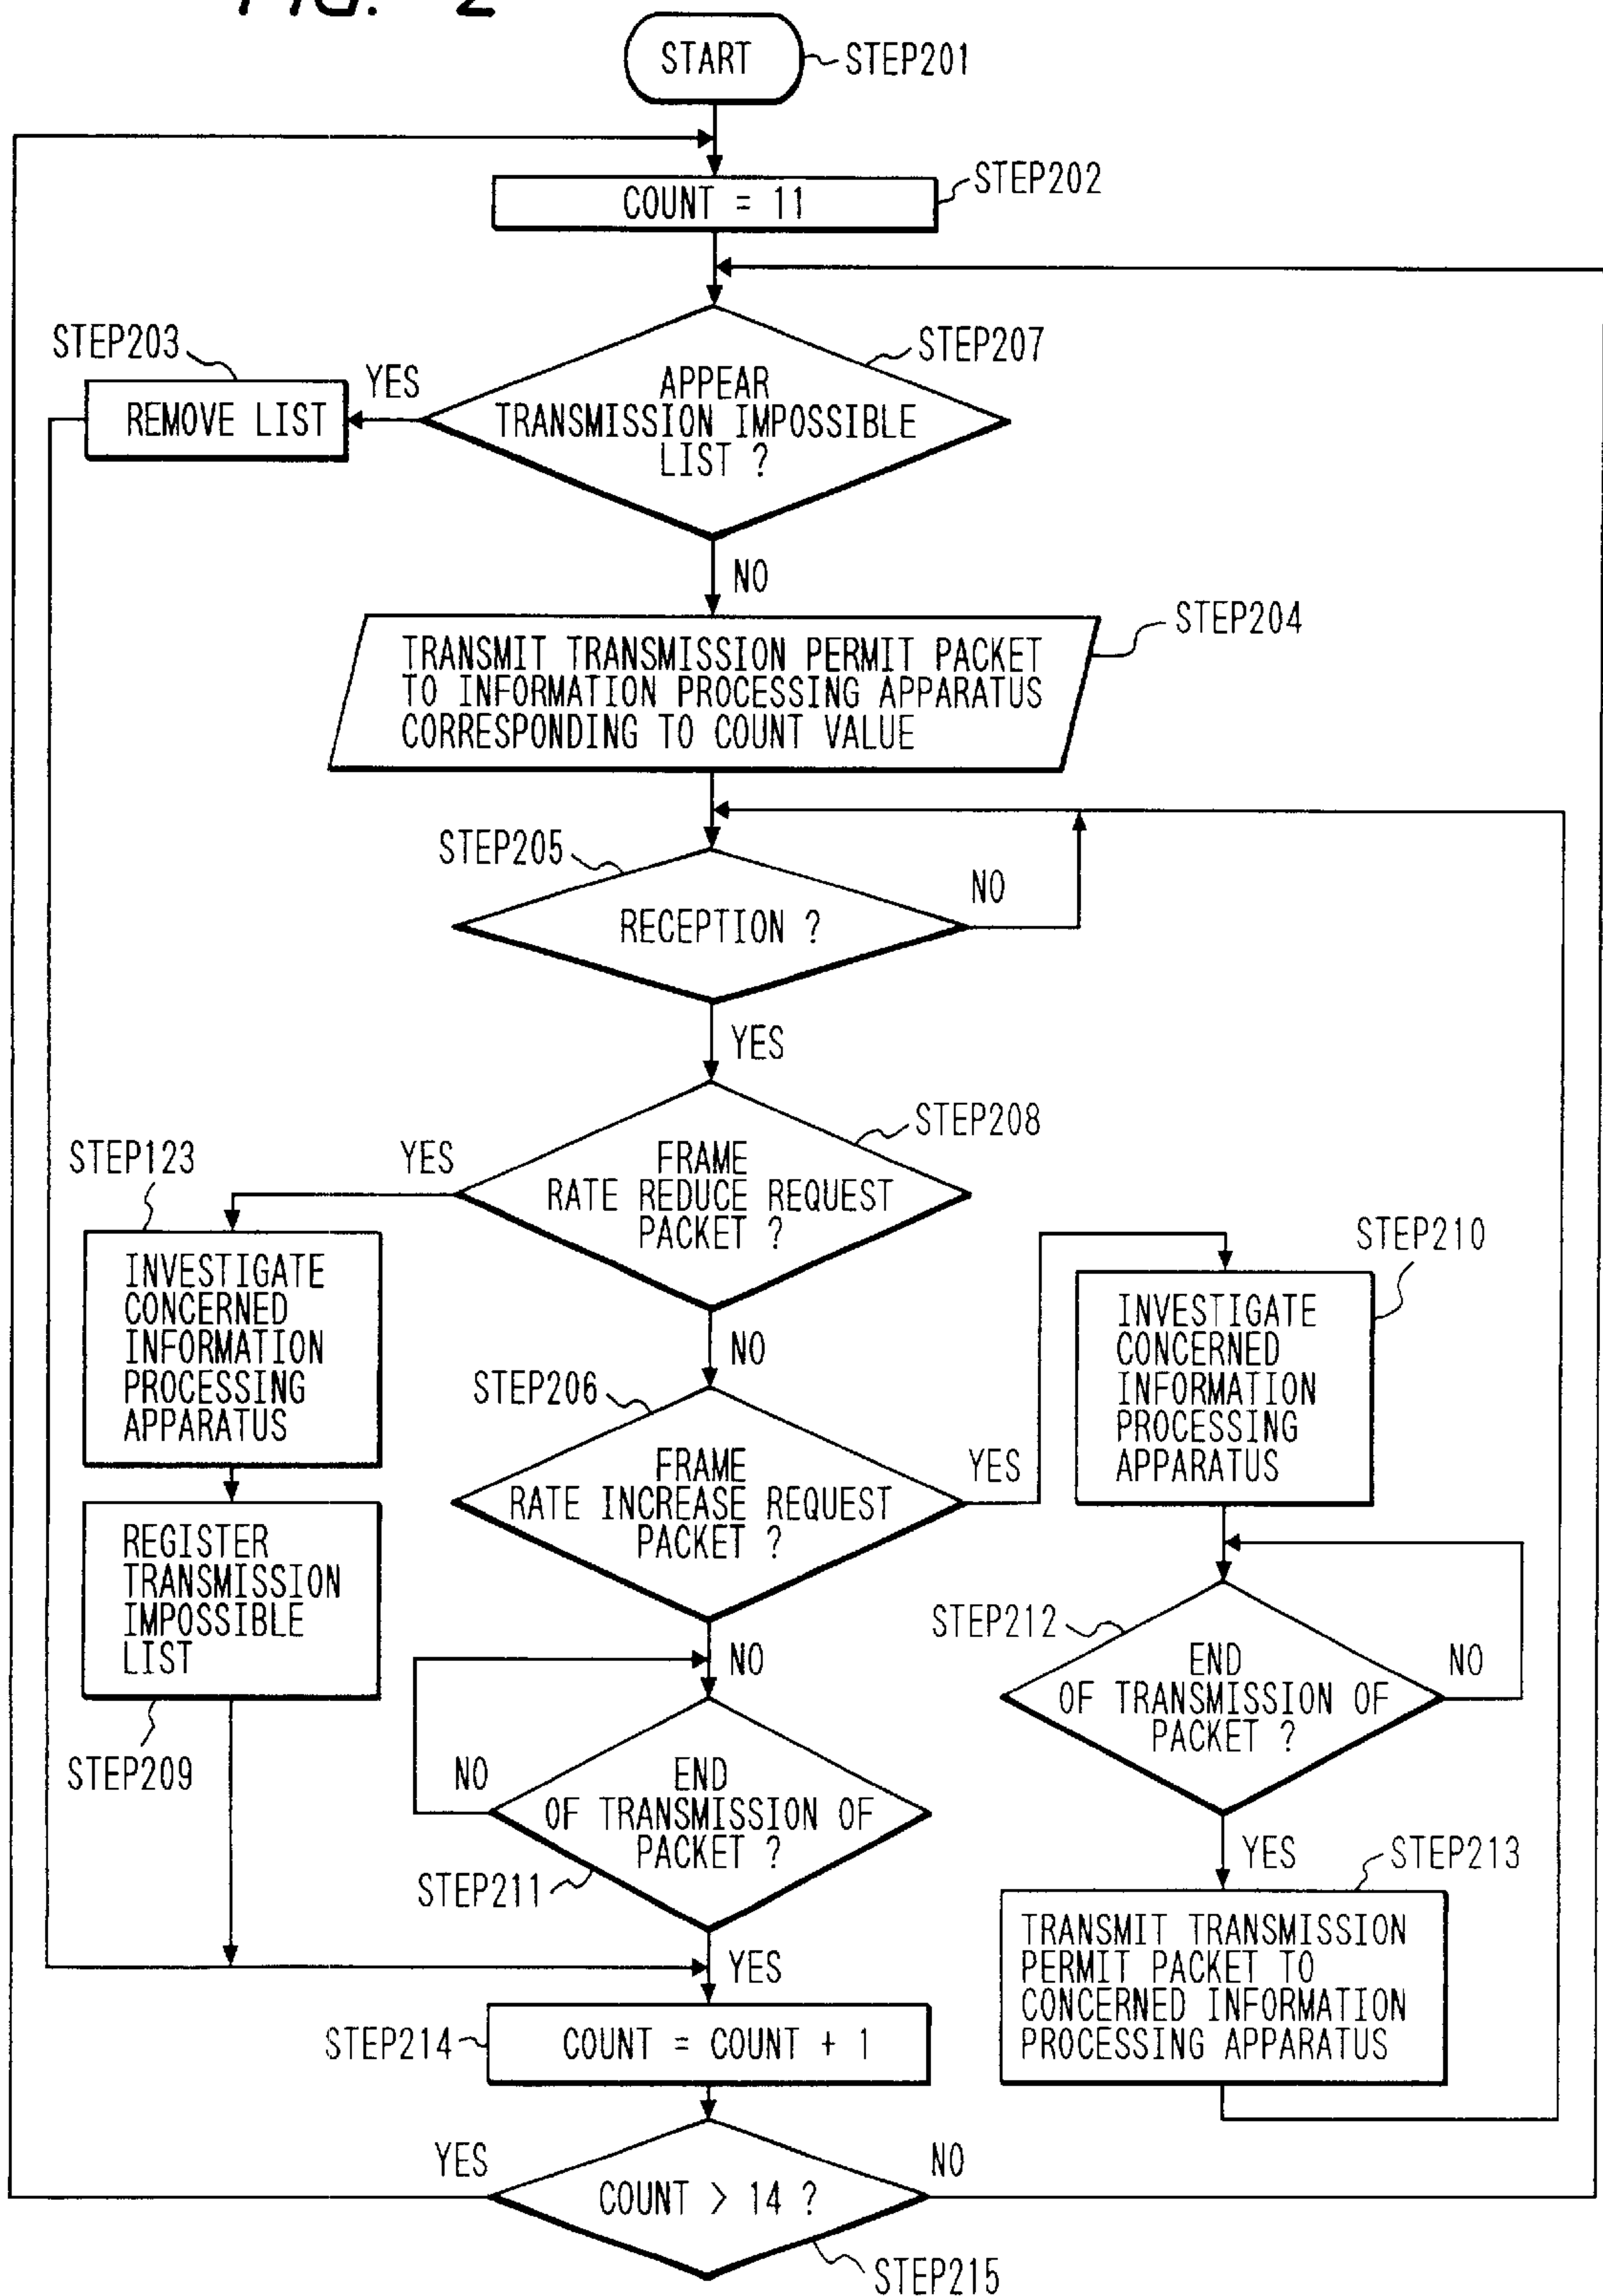 FIG. 2
START
STEP201
STEP202
COUNT = 11
STEP203
STEP207
YES
REMOVE LIST
APPEAR
TRANSMISSION IMPOSSIBLE
LIST ?
NO
STEP204
TRANSMIT TRANSMISSION PERMIT PACKET
TO INFORMATION PROCESSING APPARATUS
CORRESPONDING TO COUNT VALUE
STEP205
NO
RECEPTION ?
YES
STEP208
STEP123
YES
FRAME
RATE REDUCE REQUEST
PACKET ?
INVESTIGATE
CONCERNED
INFORMATION
PROCESSING
APPARATUS
STEP210
INVESTIGATE
CONCERNED
INFORMATION
PROCESSING
APPARATUS
NO
STEP206
FRAME
RATE INCREASE REQUEST
PACKET ?
YES
REGISTER
TRANSMISSION
IMPOSSIBLE
LIST
STEP209
NO
STEP212
END
OF TRANSMISSION OF
PACKET ?
NO
NO
END
OF TRANSMISSION OF
PACKET ?
STEP211
YES
STEP213
TRANSMIT TRANSMISSION
PERMIT PACKET TO
CONCERNED INFORMATION
PROCESSING APPARATUS
YES
STEP214
COUNT = COUNT + 1
YES
NO
COUNT > 14 ?
STEP215